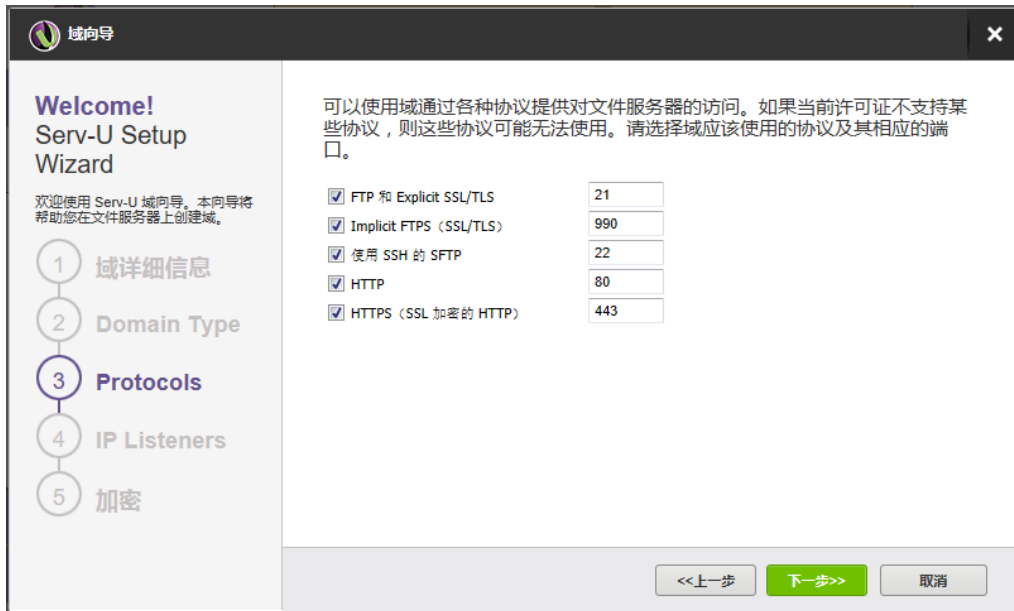 域向导
Welcome!
Serv-U Setup
Wizard
欢迎使用 Serv-U 域向导。本向导将
帮助您在文件服务器上创建域。
1 域详细信息
2 Domain Type
3 Protocols
4 IP Listeners
5 加密
可以使用域通过各种协议提供对文件服务器的访问。如果当前许可证不支持某
些协议，则这些协议可能无法使用。请选择域应该使用的协议及其相应的端
口。
FTP 和 Explicit SSL/TLS 21
Implicit FTPS（SSL/TLS） 990
使用 SSH 的 SFTP 22
HTTP 80
HTTPS（SSL 加密的 HTTP） 443
<<上一步 下一步>> 取消